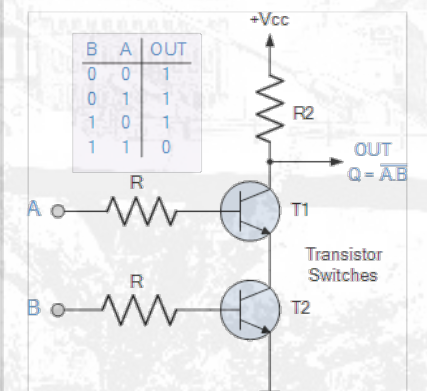 +Vcc
B A OUT
0 0 1
0 1 1
1 0 1
1 1 0
R2
OUT
Q = A̅.̅B̅
R
A
T1
Transistor
Switches
R
B
T2